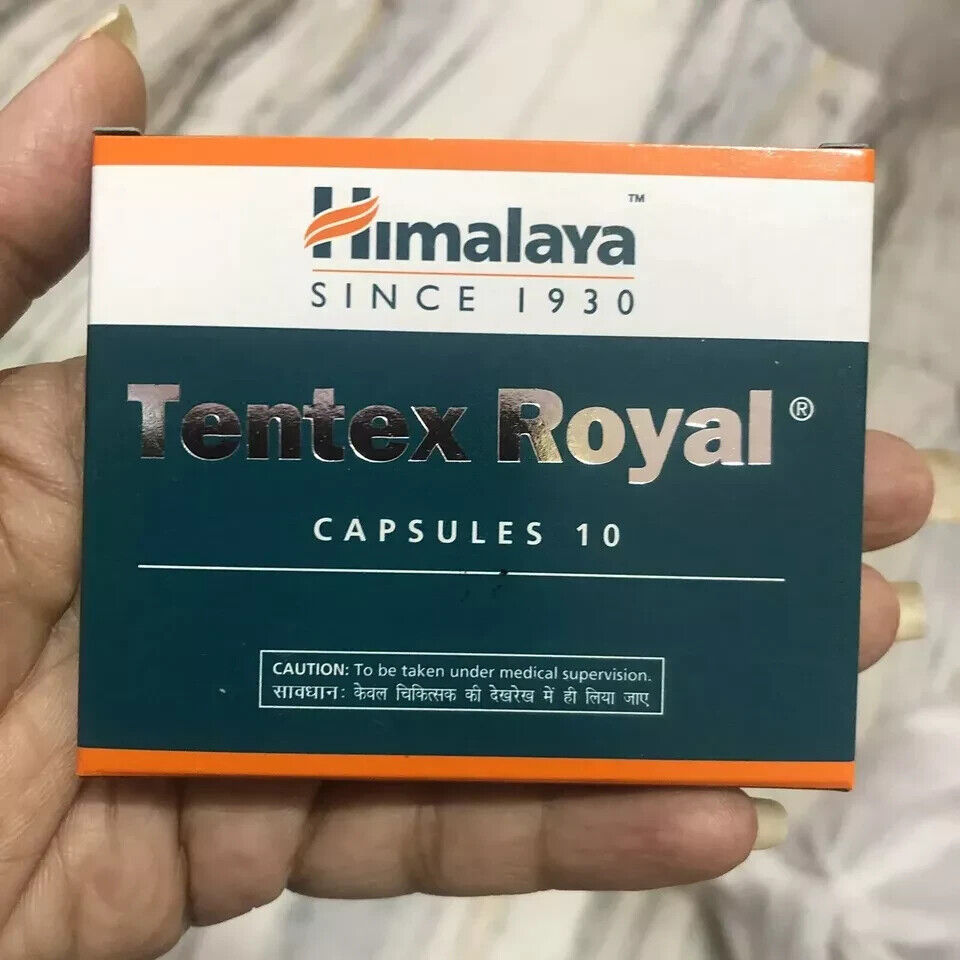 Himalaya™
SINCE 1930
Tentex Royal®
CAPSULES 10
CAUTION: To be taken under medical supervision.
सावधान: केवल चिकित्सक की देखरेख में ही लिया जाए